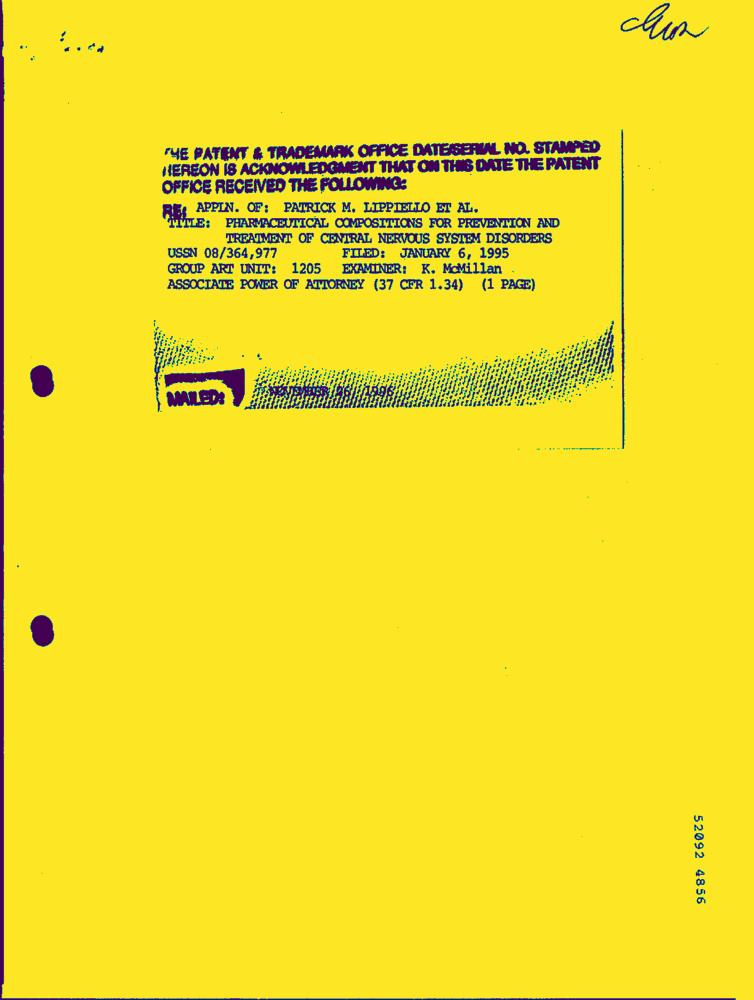 THE PATENT & TRADEMARK OFFICE DATE/SERIAL NO. STAMPED
HEREON IS ACKNOWLEDGMENT THAT ON THIS DATE THE PATENT
OFFICE RECEIVED THE FOLLOWING:
RE: APPLN. OF: PATRICK M. LIPPIELLO ET AL.
TITLE: PHARMACEUTICAL COMPOSITIONS FOR PREVENTION AND
TREATMENT OF CENTRAL NERVOUS SYSTEM DISORDERS
USSN 08/364,977 FILED: JANUARY 6, 1995
GROUP ART UNIT: 1205 EXAMINER: K. McMillan
ASSOCIATE POWER OF ATTORNEY (37 CFR 1.34) (1 PAGE)
MAILED: NOVEMBER 26 1996
52092 4856